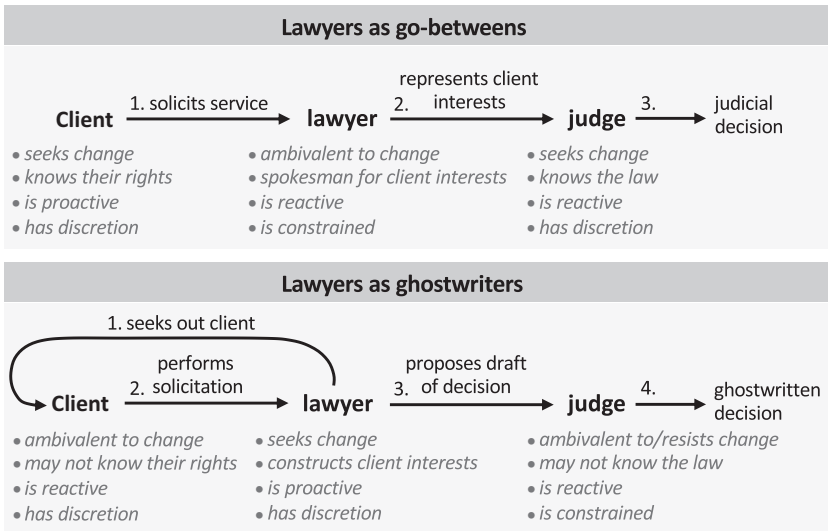 Lawyers as go-betweens
Client
1. solicits service
lawyer
represents client
2. interests
judge
3.
judicial
decision
• seeks change
• knows their rights
• is proactive
• has discretion
• ambivalent to change
• spokesman for client interests
• is reactive
• is constrained
• seeks change
• knows the law
• is reactive
• has discretion
Lawyers as ghostwriters
1. seeks out client
Client
performs
2. solicitation
lawyer
proposes draft
3. of decision
judge
4.
ghostwritten
decision
• ambivalent to change
• may not know their rights
• is reactive
• has discretion
• seeks change
• constructs client interests
• is proactive
• has discretion
• ambivalent to/resists change
• may not know the law
• is reactive
• is constrained